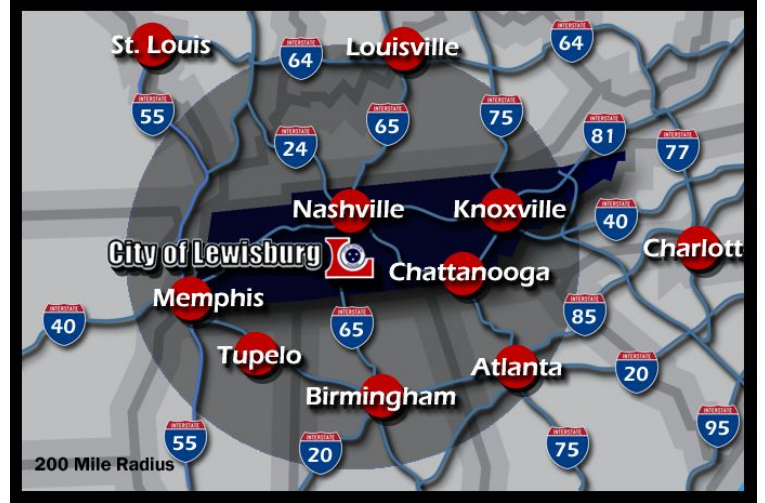 St. Louis
Louisville
INTERSTATE
64
INTERSTATE
64
INTERSTATE
55
INTERSTATE
65
INTERSTATE
75
INTERSTATE
81
INTERSTATE
24
INTERSTATE
77
Nashville
Knoxville
INTERSTATE
40
City of Lewisburg L
Charlott
Chattanooga
Memphis
INTERSTATE
40
INTERSTATE
65
INTERSTATE
85
Tupelo
Atlanta
INTERSTATE
20
Birmingham
INTERSTATE
95
INTERSTATE
55
INTERSTATE
20
INTERSTATE
75
200 Mile Radius